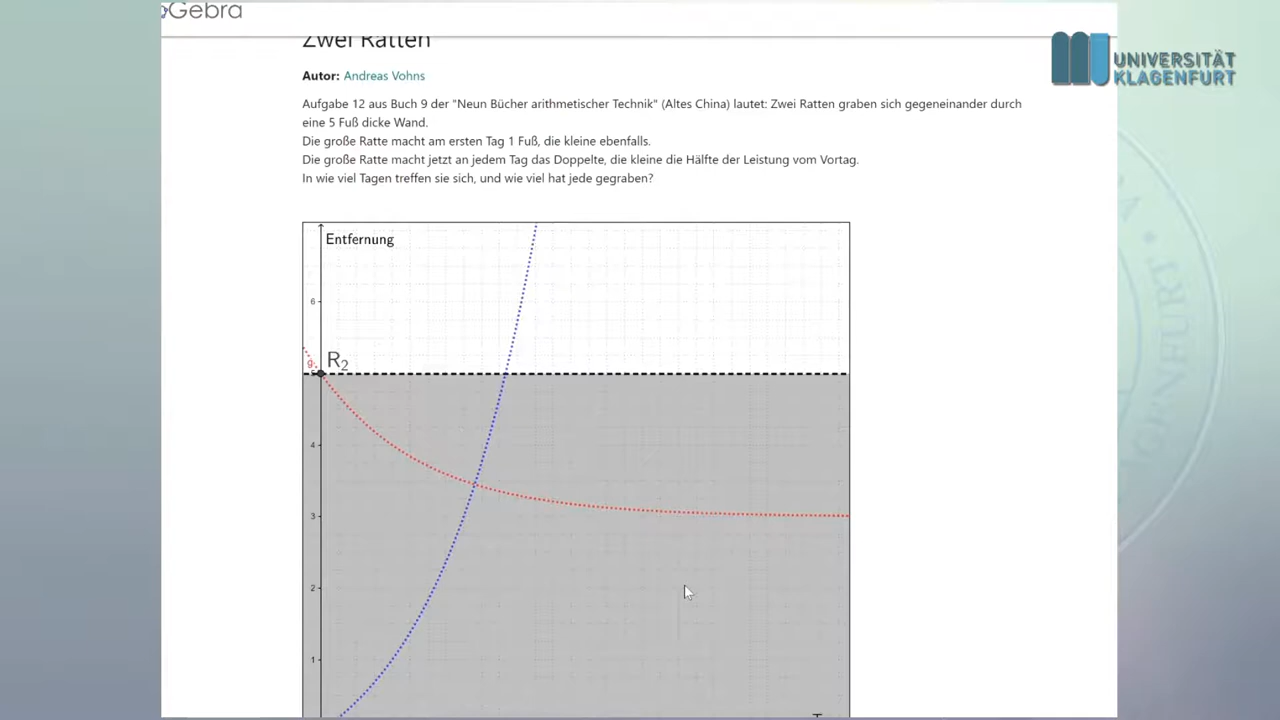 Gebra
UNIVERSITÄT
KLAGENFURT
Zwei Ratten
Autor: Andreas Vohns
Aufgabe 12 aus Buch 9 der "Neun Bücher arithmetischer Technik" (Altes China) lautet: Zwei Ratten graben sich gegeneinander durch
eine 5 Fuß dicke Wand.
Die große Ratte macht am ersten Tag 1 Fuß, die kleine ebenfalls.
Die große Ratte macht jetzt an jedem Tag das Doppelte, die kleine die Hälfte der Leistung vom Vortag.
In wie viel Tagen treffen sie sich, und wie viel hat jede gegraben?
Entfernung
6
g
R2
5
4
3
2
1